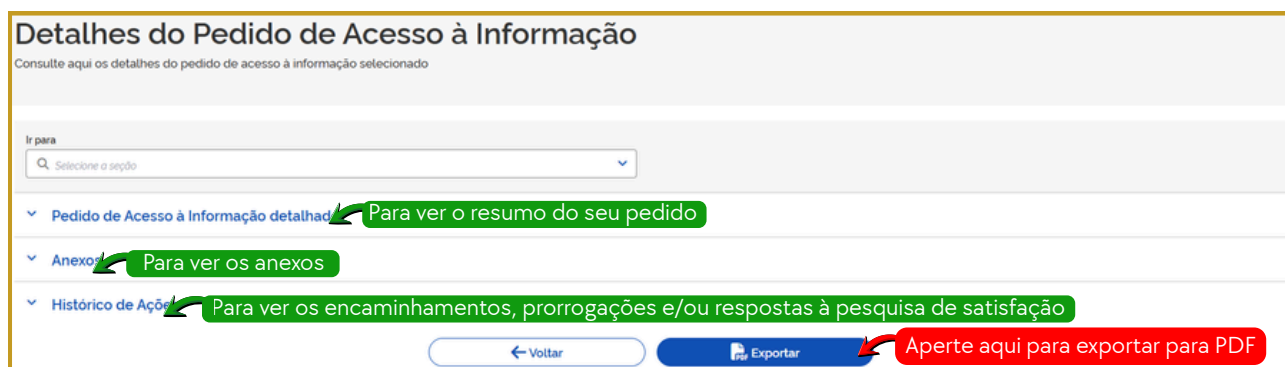 Detalhes do Pedido de Acesso à Informação
Consulte aqui os detalhes do pedido de acesso à informação selecionado
Ir para
Selecione a seção
Pedido de Acesso à Informação detalhad Para ver o resumo do seu pedido
Anexos Para ver os anexos
Histórico de Açõe Para ver os encaminhamentos, prorrogações e/ou respostas à pesquisa de satisfação
Voltar
PDF Exportar
Aperte aqui para exportar para PDF